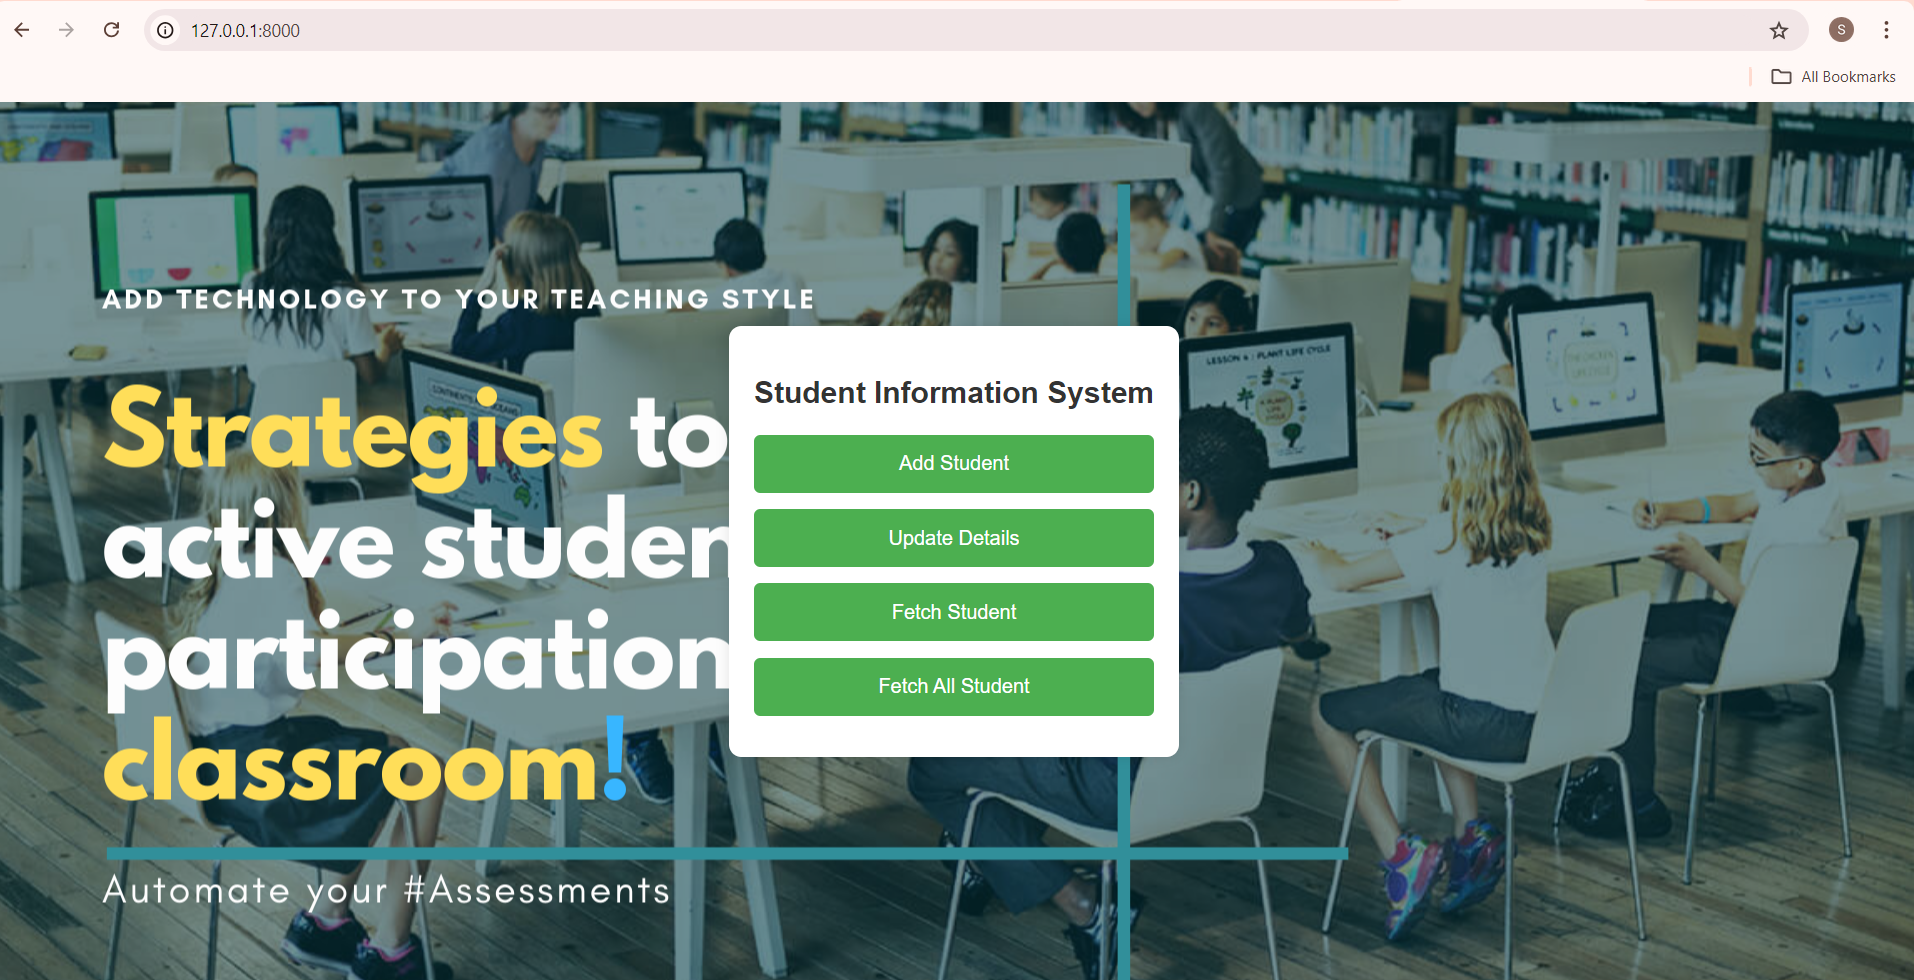 127.0.0.1:8000
S
All Bookmarks
ADD TECHNOLOGY TO YOUR TEACHING STYLE
Strategies to
active studen
participation
classroom!
Automate your #Assessments
Student Information System
Add Student
Update Details
Fetch Student
Fetch All Student
LESSON 6 : PLANT LIFE CYCLE